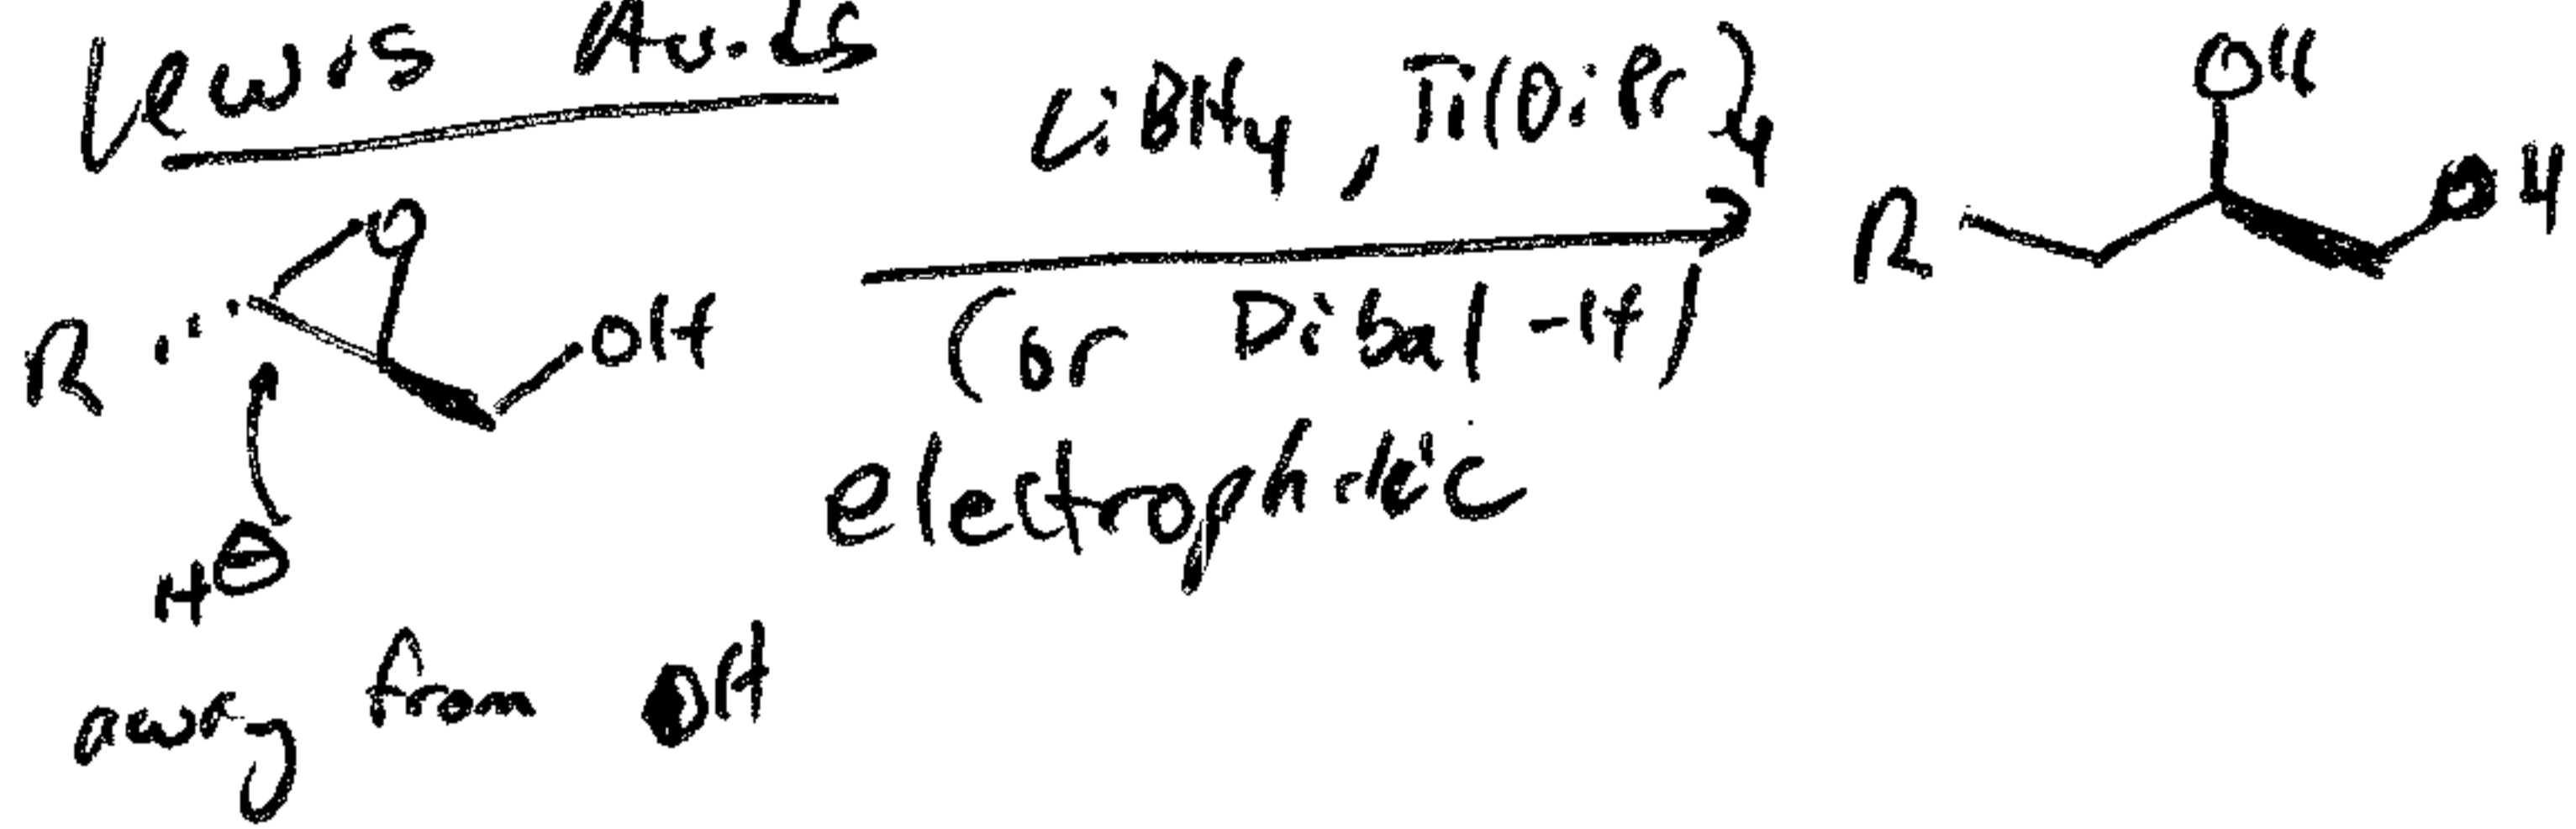 Lewis Acids
LiBH4, Ti(OiPr)4
(or Dibal-H)
electrophilic
R O OH
H⊖
away from OH
R OH OH